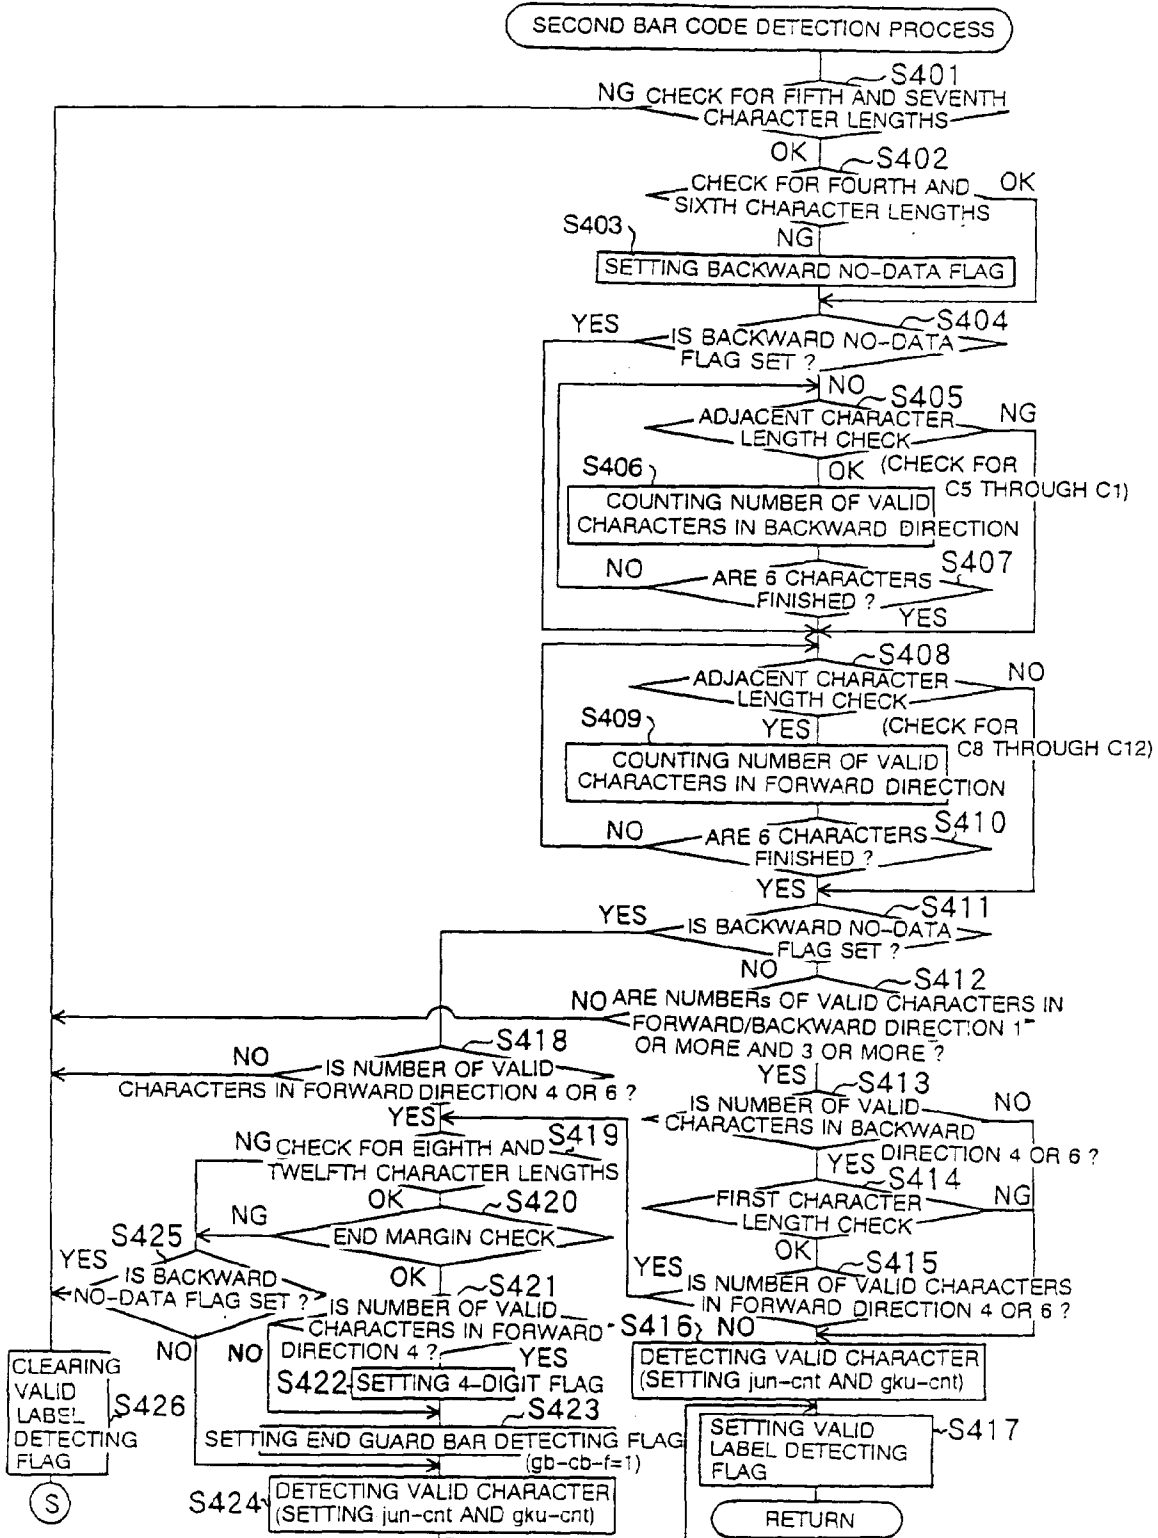 SECOND BAR CODE DETECTION PROCESS
S401
NG CHECK FOR FIFTH AND SEVENTH
CHARACTER LENGTHS
OK
S402
CHECK FOR FOURTH AND OK
SIXTH CHARACTER LENGTHS
S403
NG
SETTING BACKWARD NO-DATA FLAG
YES
S404
IS BACKWARD NO-DATA
FLAG SET ?
NO
S405
ADJACENT CHARACTER NG
LENGTH CHECK
S406
OK (CHECK FOR
C5 THROUGH C1)
COUNTING NUMBER OF VALID
CHARACTERS IN BACKWARD DIRECTION
S407
NO ARE 6 CHARACTERS
FINISHED ?
YES
S408
ADJACENT CHARACTER NO
LENGTH CHECK
S409
YES (CHECK FOR
C8 THROUGH C12)
COUNTING NUMBER OF VALID
CHARACTERS IN FORWARD DIRECTION
S410
NO ARE 6 CHARACTERS
FINISHED ?
YES
S411
YES IS BACKWARD NO-DATA
FLAG SET ?
NO
S412
NO ARE NUMBERs OF VALID CHARACTERS IN
FORWARD/BACKWARD DIRECTION 1
OR MORE AND 3 OR MORE ?
S418
NO IS NUMBER OF VALID
CHARACTERS IN FORWARD DIRECTION 4 OR 6 ?
YES
S413
IS NUMBER OF VALID NO
CHARACTERS IN BACKWARD
DIRECTION 4 OR 6 ?
YES
S419
NG CHECK FOR EIGHTH AND
TWELFTH CHARACTER LENGTHS
YES
S414
FIRST CHARACTER NG
LENGTH CHECK
OK
S420
NG END MARGIN CHECK
OK
S415
YES IS NUMBER OF VALID CHARACTERS
IN FORWARD DIRECTION 4 OR 6 ?
S425
YES IS BACKWARD
NO-DATA FLAG SET ?
NO
OK
S421
IS NUMBER OF VALID
CHARACTERS IN FORWARD
DIRECTION 4 ?
NO
YES
S416 NO
DETECTING VALID CHARACTER
(SETTING jun-cnt AND gku-cnt)
S422 SETTING 4-DIGIT FLAG
CLEARING
VALID
LABEL
DETECTING
FLAG
S426
S423
SETTING END GUARD BAR DETECTING FLAG
(gb-cb-f=1)
SETTING VALID
LABEL DETECTING
FLAG
S417
S
S424
DETECTING VALID CHARACTER
(SETTING jun-cnt AND gku-cnt)
RETURN